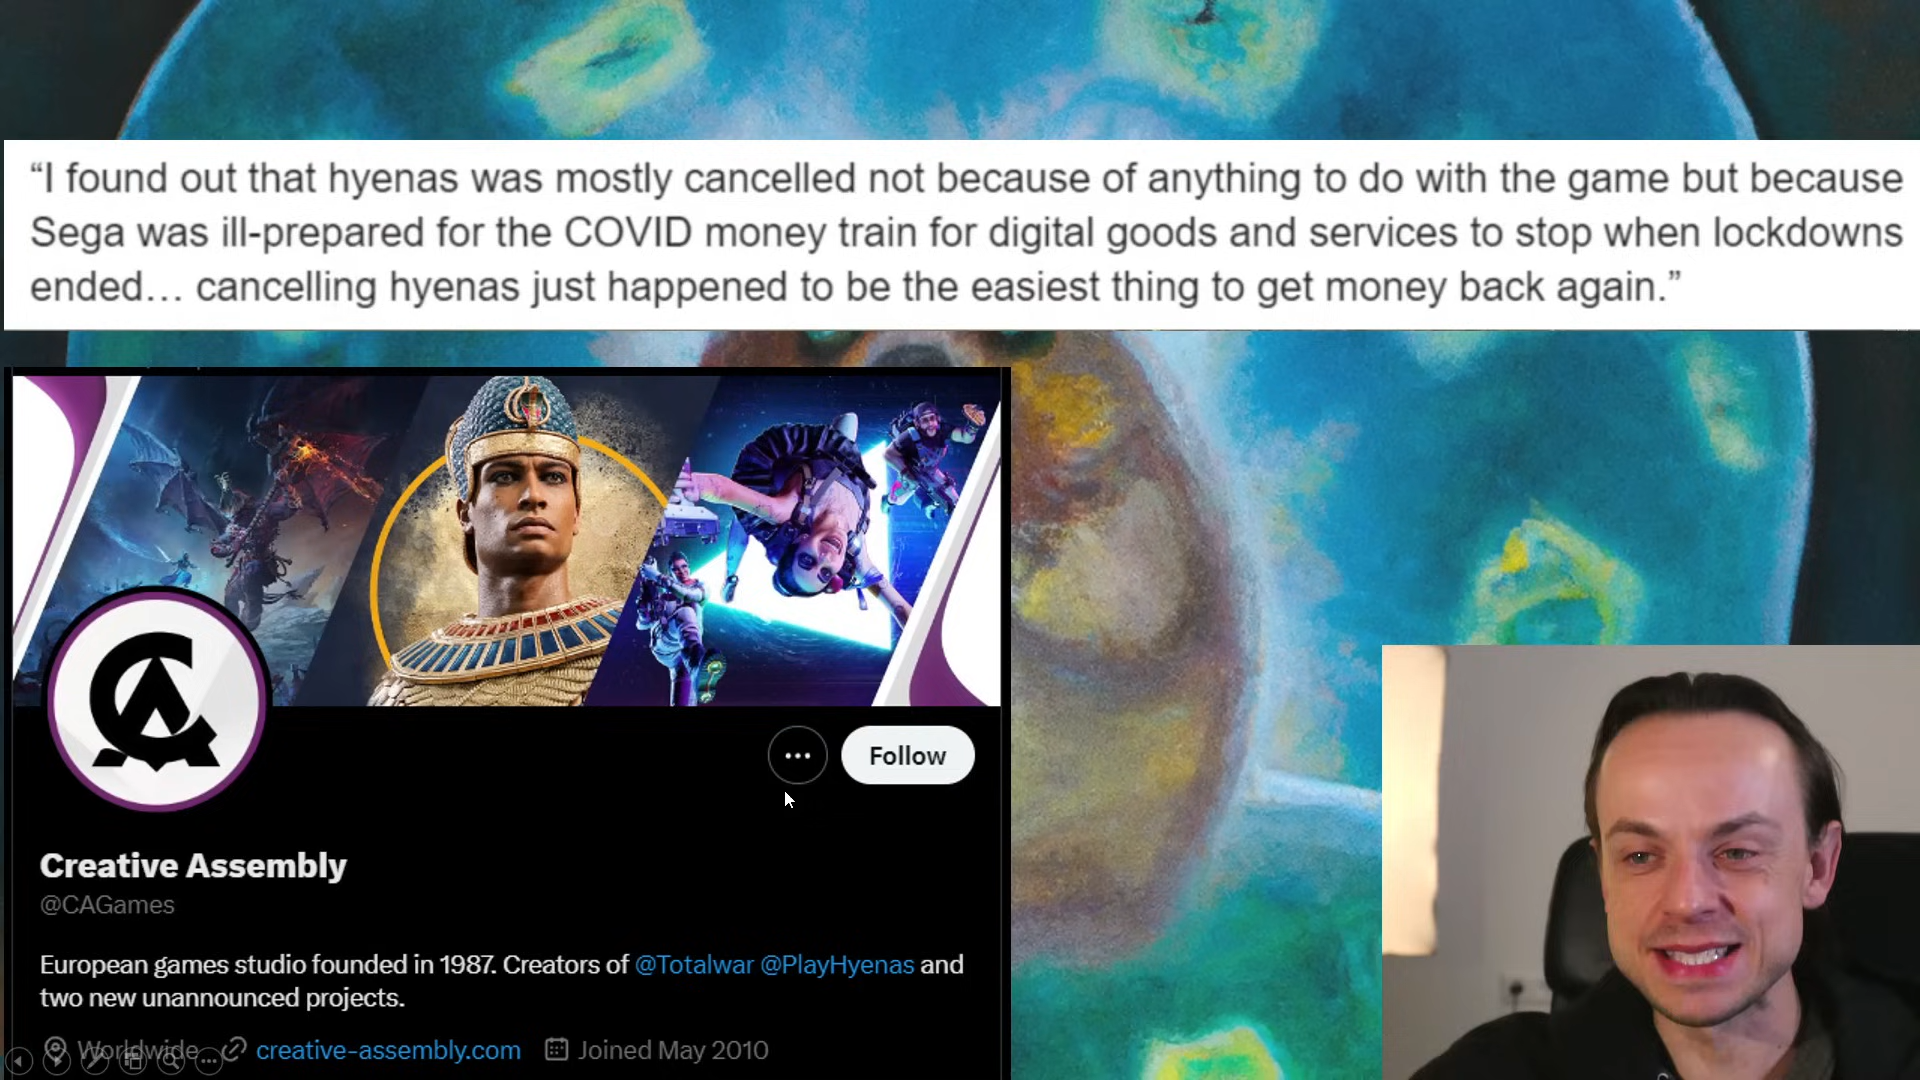 “I found out that hyenas was mostly cancelled not because of anything to do with the game but because
Sega was ill-prepared for the COVID money train for digital goods and services to stop when lockdowns
ended… cancelling hyenas just happened to be the easiest thing to get money back again.”
Follow
Creative Assembly
@CAGames
European games studio founded in 1987. Creators of @Totalwar @PlayHyenas and
two new unannounced projects.
Worldwide creative-assembly.com Joined May 2010